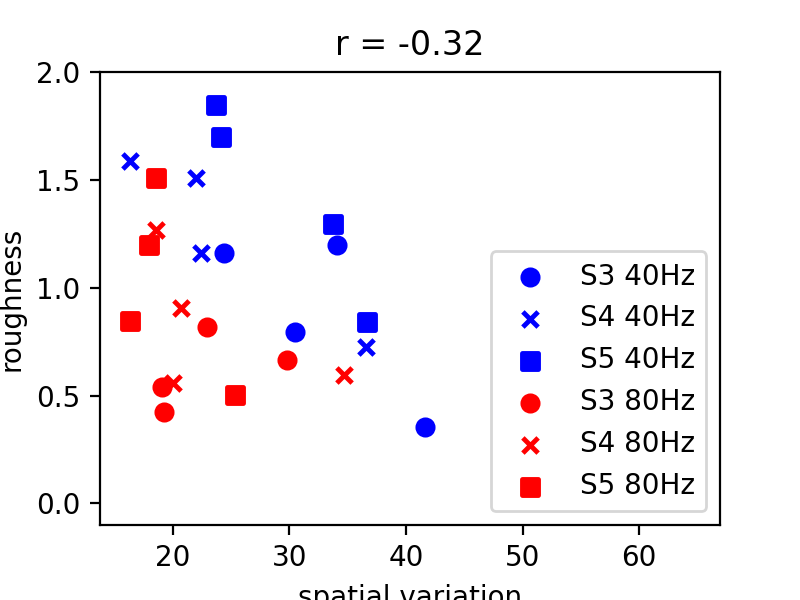 r = -0.32
2.0
1.5
1.0
0.5
0.0
roughness
S3 40Hz
S4 40Hz
S5 40Hz
S3 80Hz
S4 80Hz
S5 80Hz
20 30 40 50 60
spatial variation